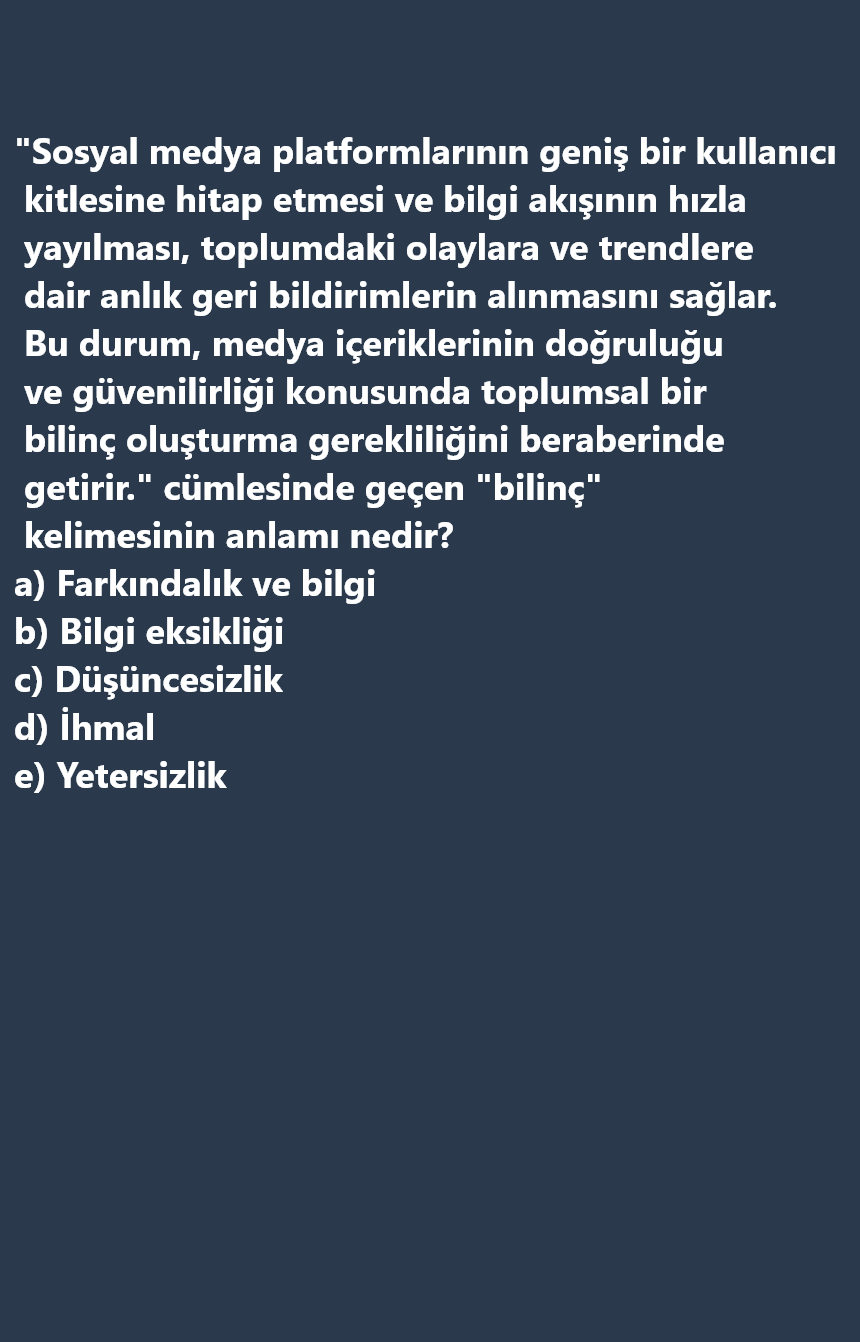 "Sosyal medya platformlarının geniş bir kullanıcı
kitlesine hitap etmesi ve bilgi akışının hızla
yayılması, toplumdaki olaylara ve trendlere
dair anlık geri bildirimlerin alınmasını sağlar.
Bu durum, medya içeriklerinin doğruluğu
ve güvenilirliği konusunda toplumsal bir
bilinç oluşturma gerekliliğini beraberinde
getirir." cümlesinde geçen "bilinç"
kelimesinin anlamı nedir?
a) Farkındalık ve bilgi
b) Bilgi eksikliği
c) Düşüncesizlik
d) İhmal
e) Yetersizlik